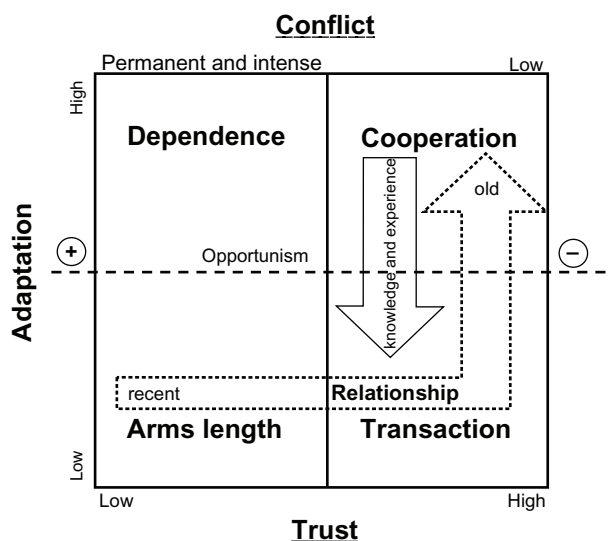 Conflict
Permanent and intense
Low
High
Dependence
Cooperation
old
knowledge and experience
Adaptation
+
Opportunism
−
recent
Relationship
Arms length
Transaction
Low
Low
High
Trust